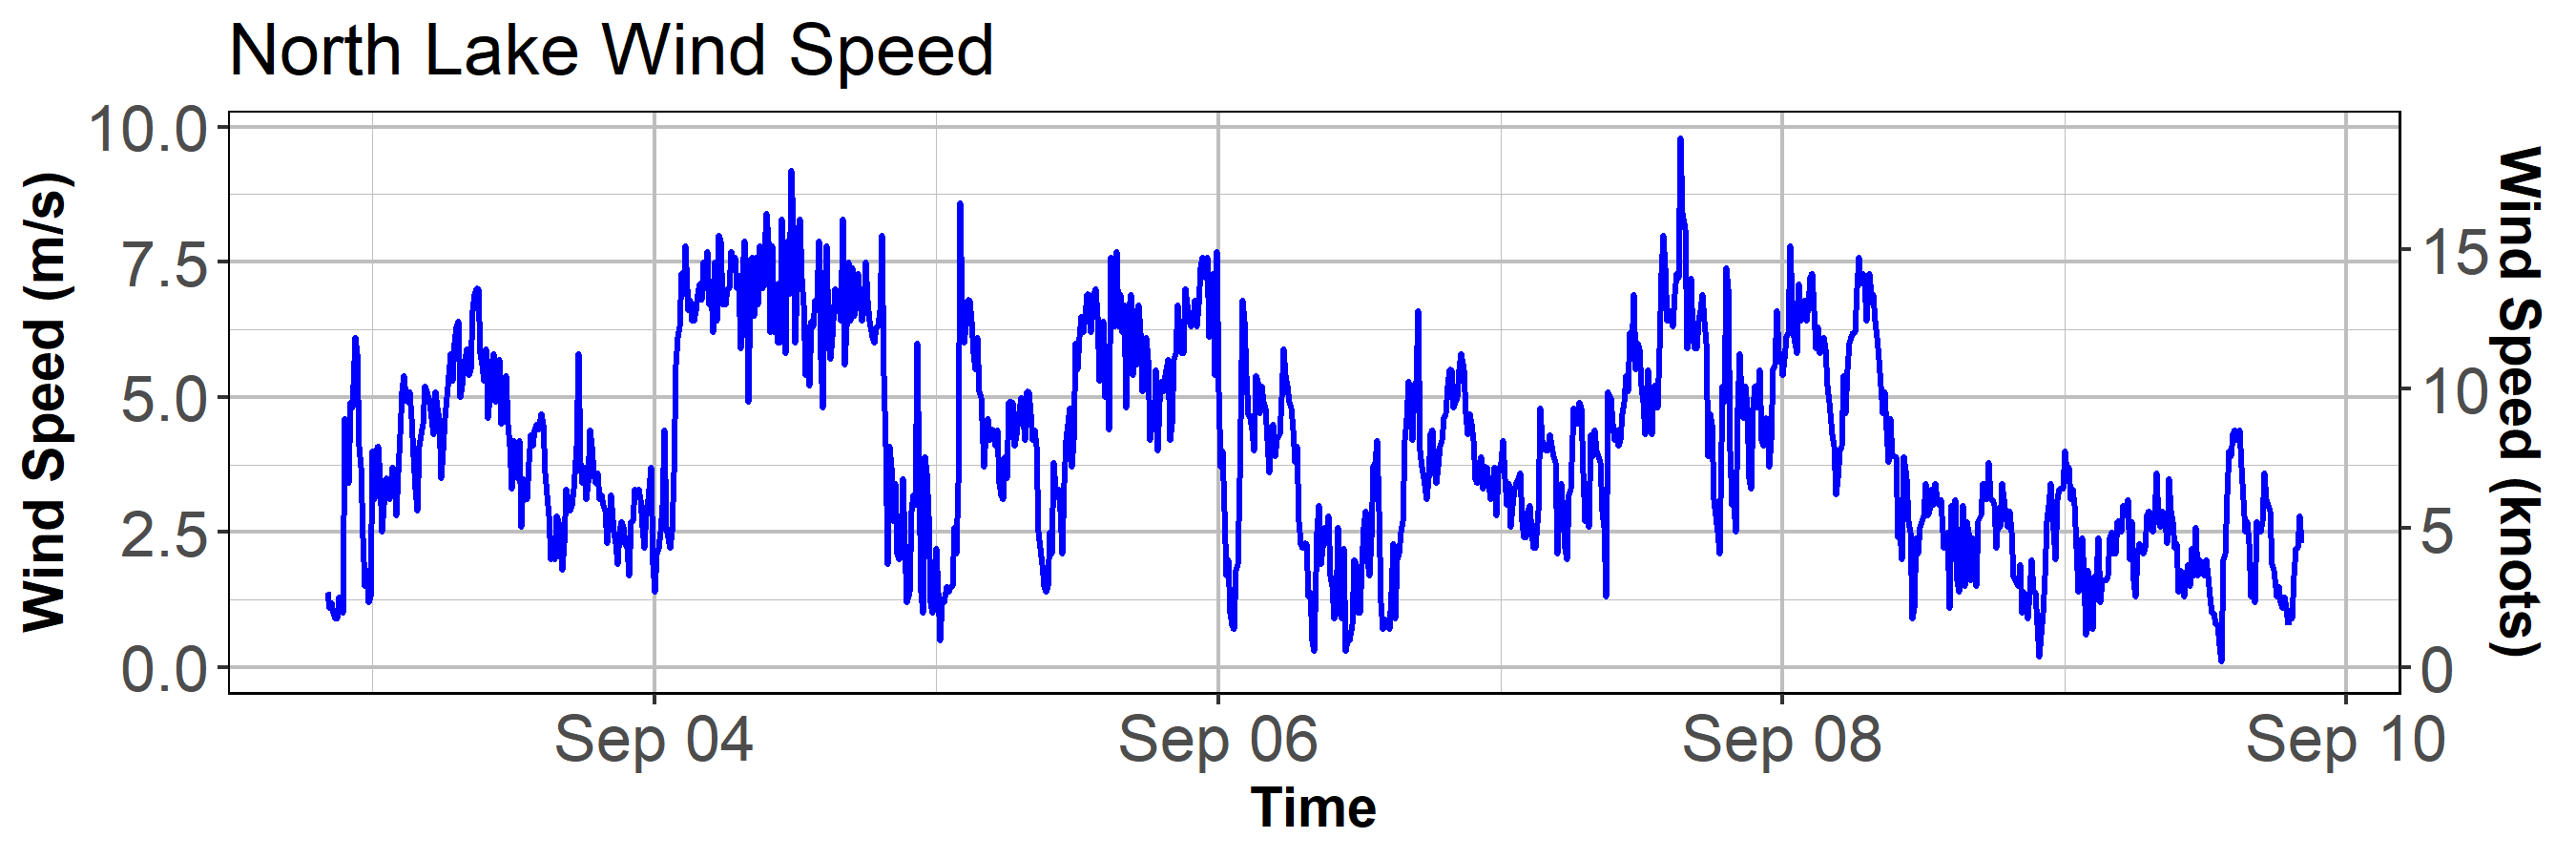 North Lake Wind Speed
Wind Speed (m/s)
10.0
7.5
5.0
2.5
0.0
Wind Speed (knots)
15
10
5
0
Sep 04 Sep 06 Sep 08 Sep 10
Time